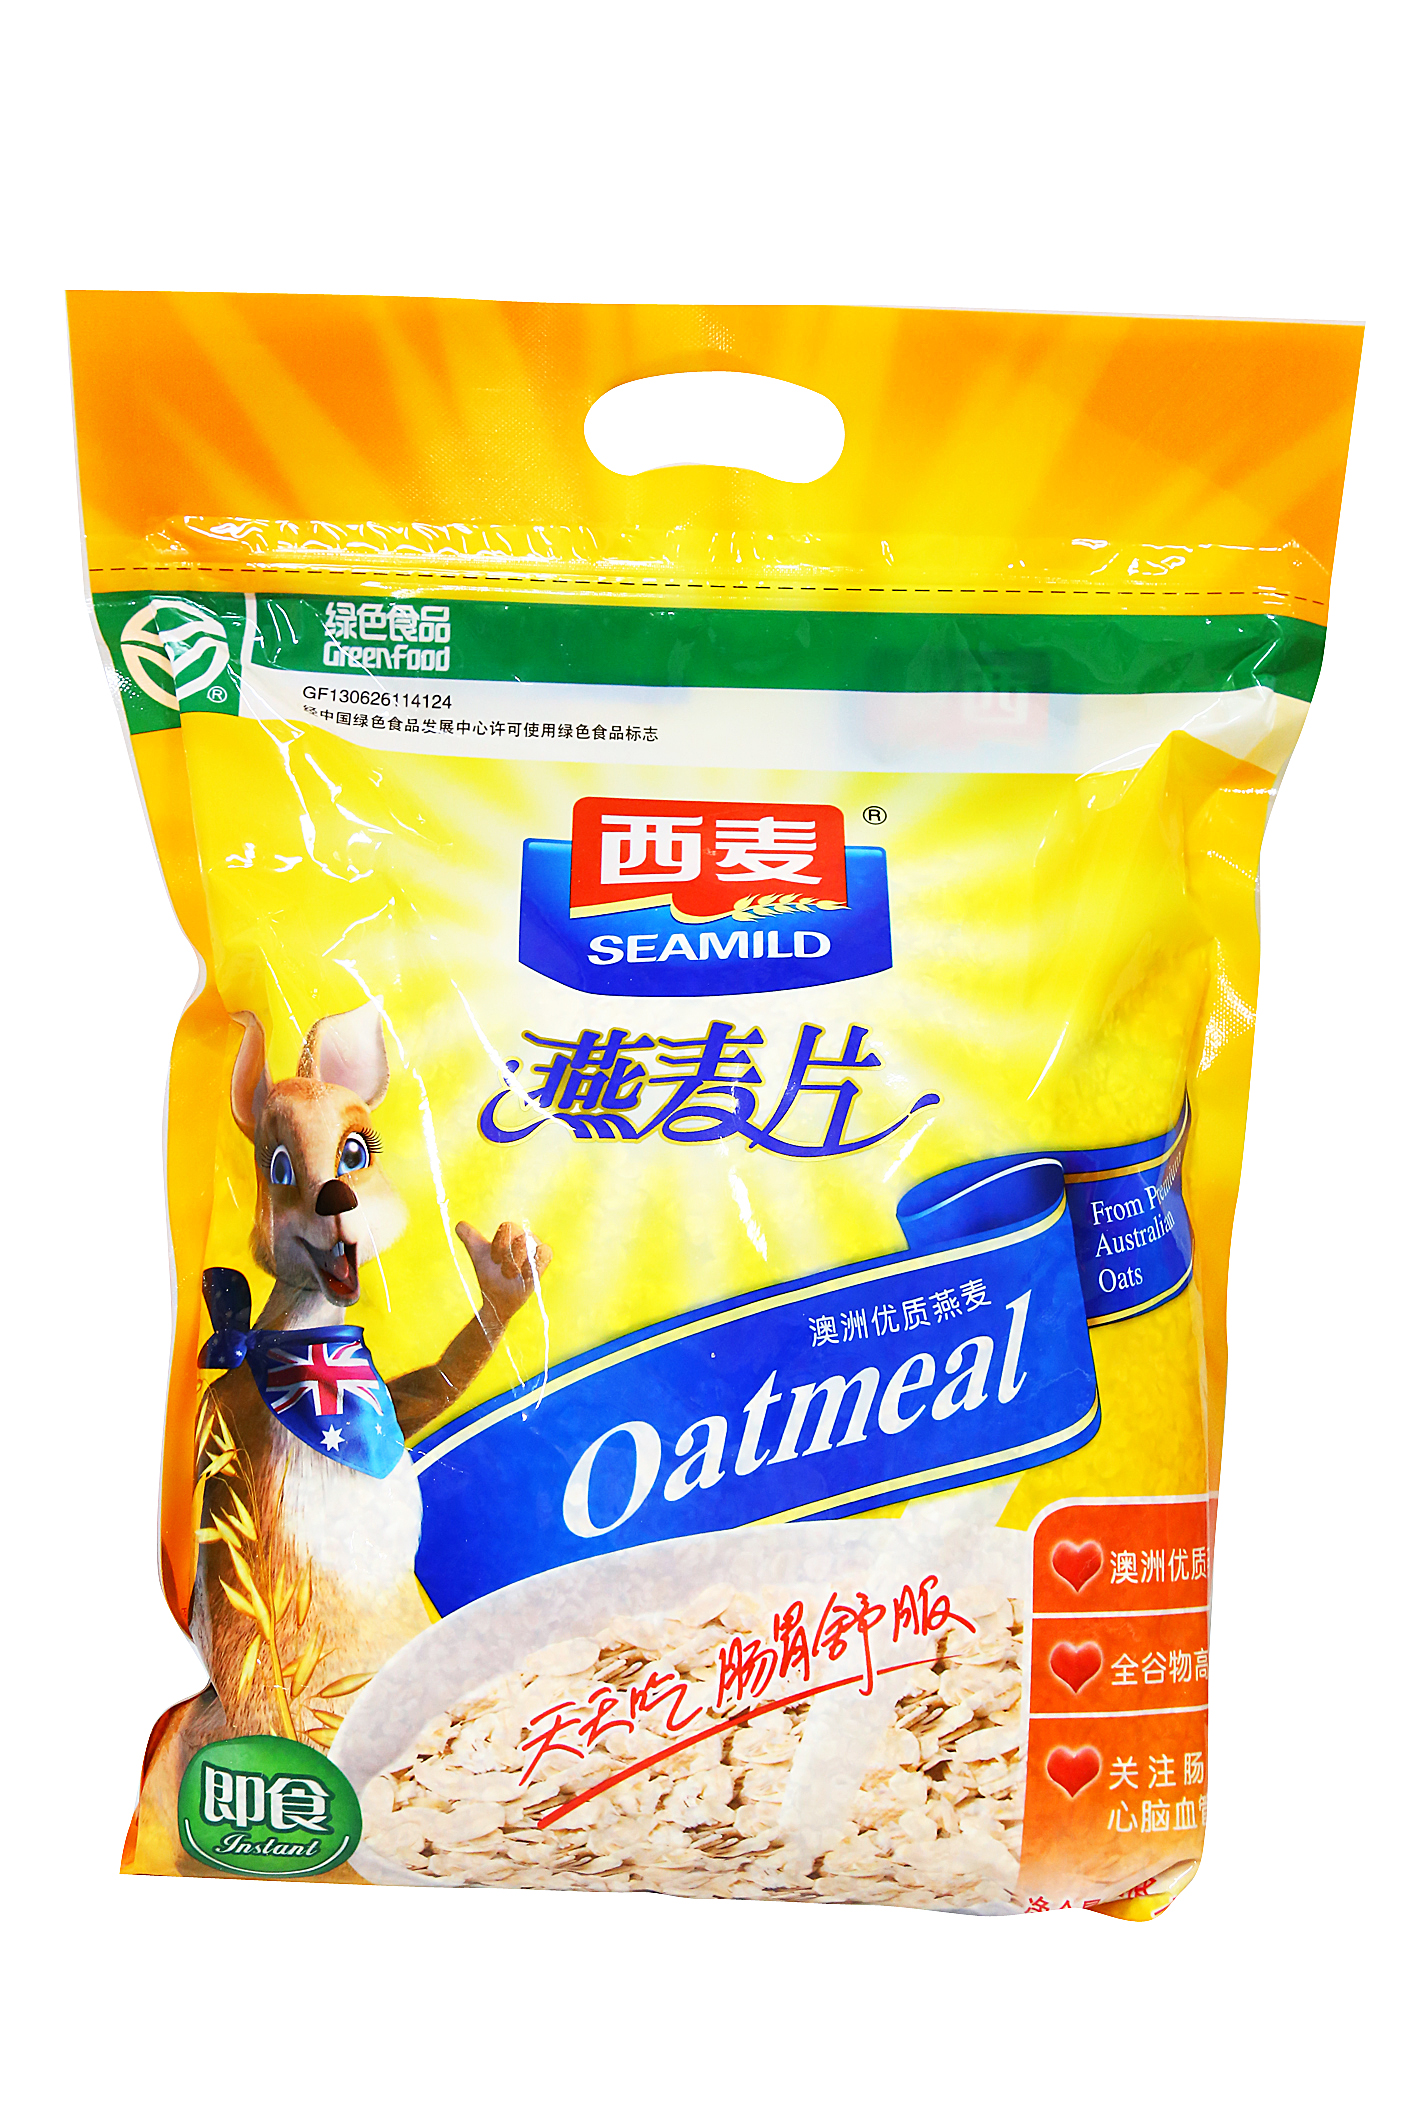 绿色食品
GreenFood
®
GF130626114124
经中国绿色食品发展中心许可使用绿色食品标志
西麦
®
SEAMILD
燕麦片
From Premium
Australian
Oats
澳洲优质燕麦
Oatmeal
澳洲优质
天天吃 肠胃舒服
全谷物高
关注肠
心脑血管
即食
Instant